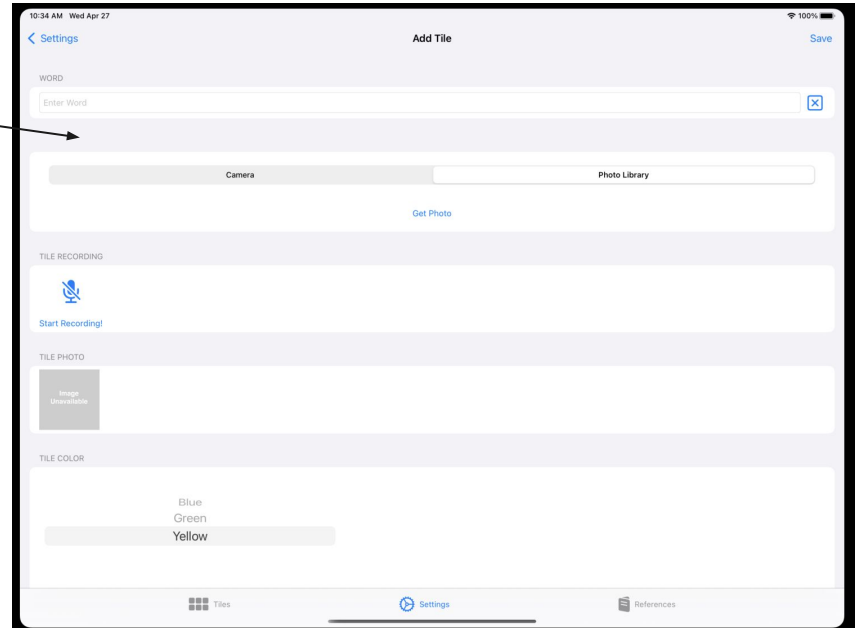 10:34 AM Wed Apr 27 100%
Settings Add Tile Save
WORD
Enter Word
Camera Photo Library
Get Photo
TILE RECORDING
Start Recording!
TILE PHOTO
Image
Unavailable
TILE COLOR
Blue
Green
Yellow
Tiles Settings References